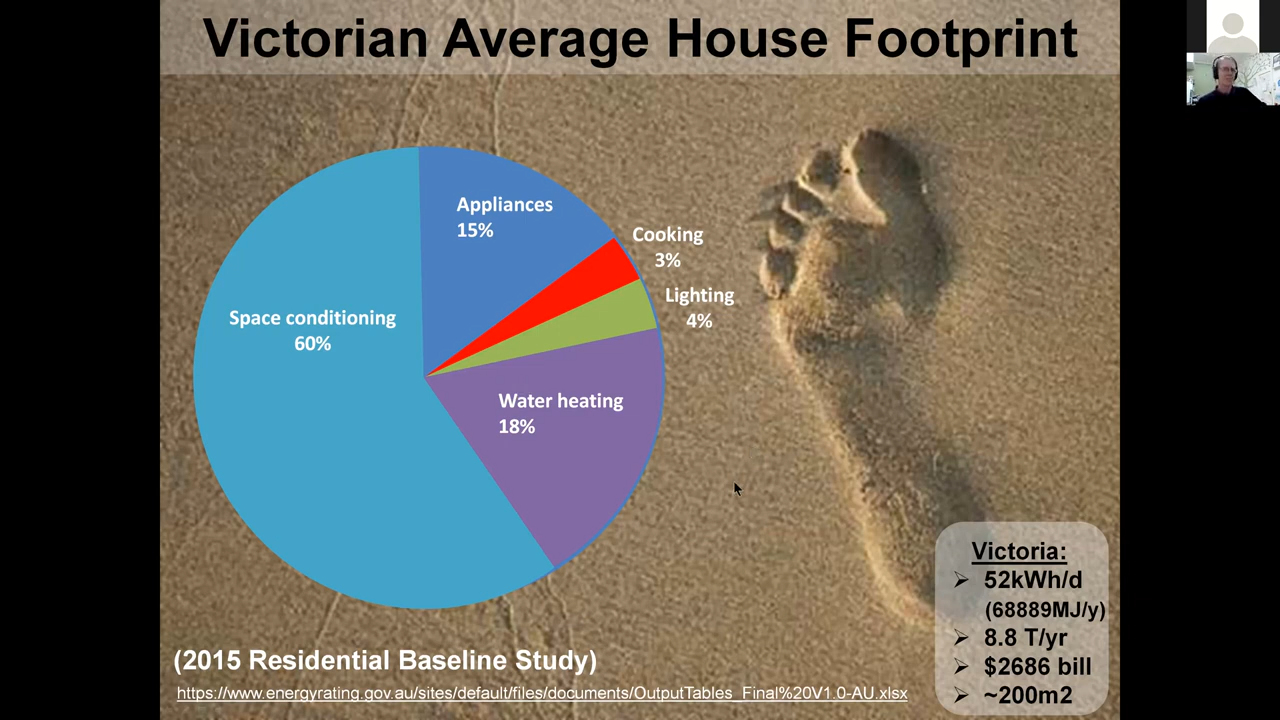 Victorian Average House Footprint
Appliances
15%
Cooking
3%
Lighting
4%
Space conditioning
60%
Water heating
18%
Victoria:
➢ 52kWh/d
(68889MJ/y)
➢ 8.8 T/yr
➢ $2686 bill
➢ ~200m2
(2015 Residential Baseline Study)
https://www.energyrating.gov.au/sites/default/files/documents/OutputTables_Final%20V1.0-AU.xlsx